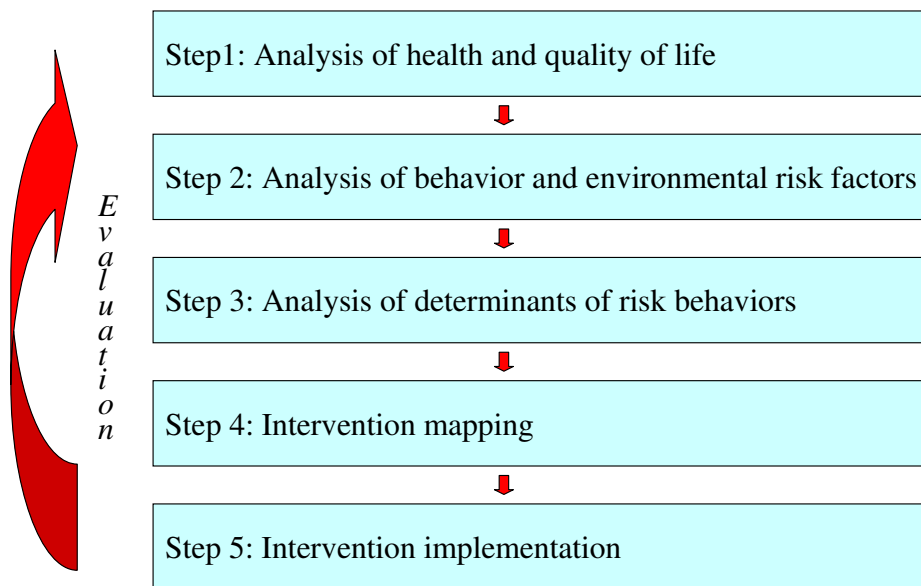 Step1: Analysis of health and quality of life
Step 2: Analysis of behavior and environmental risk factors
Step 3: Analysis of determinants of risk behaviors
Step 4: Intervention mapping
Step 5: Intervention implementation
Evaluation